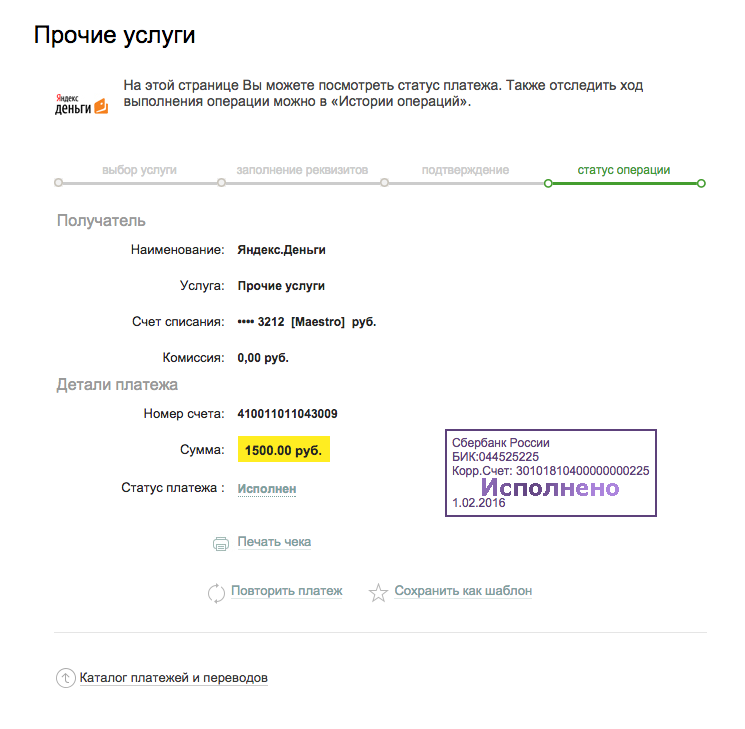 Прочие услуги
Яндекс
деньги
На этой странице Вы можете посмотреть статус платежа. Также отследить ход
выполнения операции можно в «Истории операций».
выбор услуги
заполнение реквизитов
подтверждение
статус операции
Получатель
Наименование: Яндекс.Деньги
Услуга: Прочие услуги
Счет списания: •••• 3212 [Maestro] руб.
Комиссия: 0,00 руб.
Детали платежа
Номер счета: 410011011043009
Сумма: 1500.00 руб.
Статус платежа : Исполнен
Сбербанк России
БИК:044525225
Корр.Счет: 30101810400000000225
Исполнено
1.02.2016
Печать чека
Повторить платеж
Сохранить как шаблон
Каталог платежей и переводов